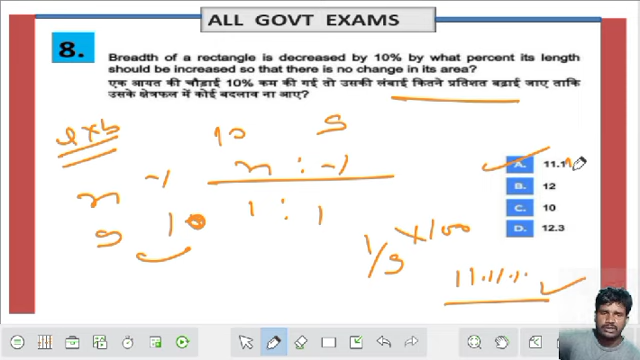 ALL GOVT EXAMS
8.
Breadth of a rectangle is decreased by 10% by what percent its length
should be increased so that there is no change in its area?
एक आयत की चौड़ाई 10% कम की गई तो उसकी लंबाई कितने प्रतिशत बढ़ाई जाए ताकि
उसके क्षेत्रफल में कोई बदलाव ना आए?
l x b
10
9
1 : 1
10
1/9 x 100
A. 11.1
B. 12
C. 10
D. 12.3